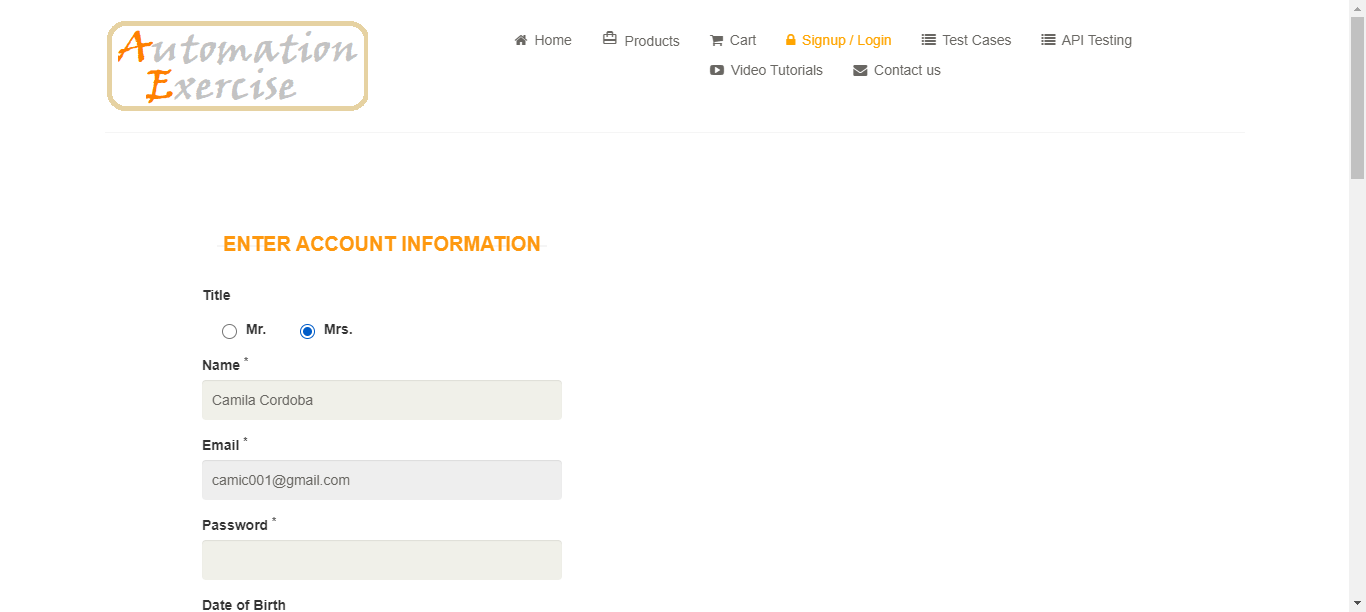 Automation
Exercise
Home Products Cart Signup / Login Test Cases API Testing
Video Tutorials Contact us
ENTER ACCOUNT INFORMATION
Title
Mr. Mrs.
Name *
Camila Cordoba
Email *
camic001@gmail.com
Password *
Date of Birth